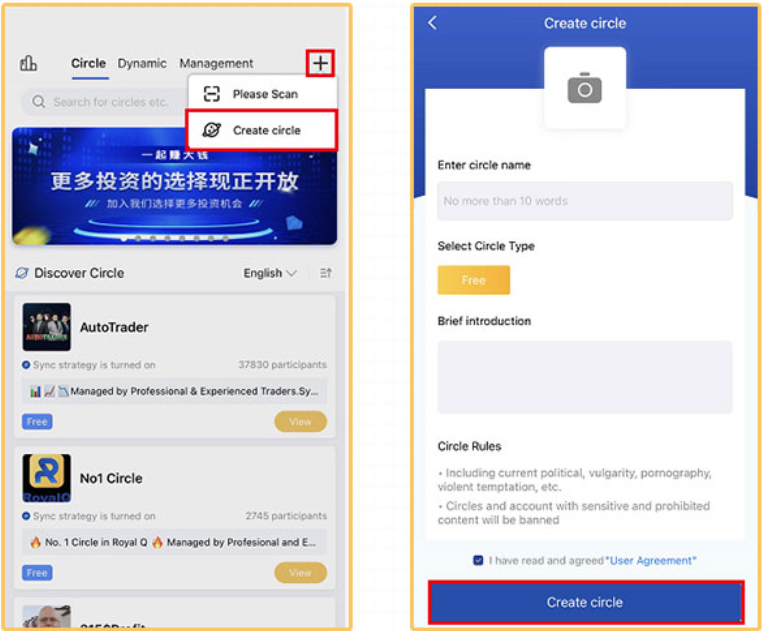 Circle Dynamic Management
Search for circles etc.
Please Scan
Create circle
一起赚大钱
更多投资的选择现正开放
加入我们选择更多投资机会
Discover Circle
English
AUTOTRADER
AutoTrader
Sync strategy is turned on
37830 participants
Managed by Professional & Experienced Traders.Sy...
Free
View
RoyalQ
No1 Circle
Sync strategy is turned on
2745 participants
No. 1 Circle in Royal Q 🔥 Managed by Profesional and E...
Free
View
Create circle
Enter circle name
No more than 10 words
Select Circle Type
Free
Brief introduction
Circle Rules
• Including current political, vulgarity, pornography,
violent temptation, etc.
• Circles and account with sensitive and prohibited
content will be banned
I have read and agreed "User Agreement"
Create circle